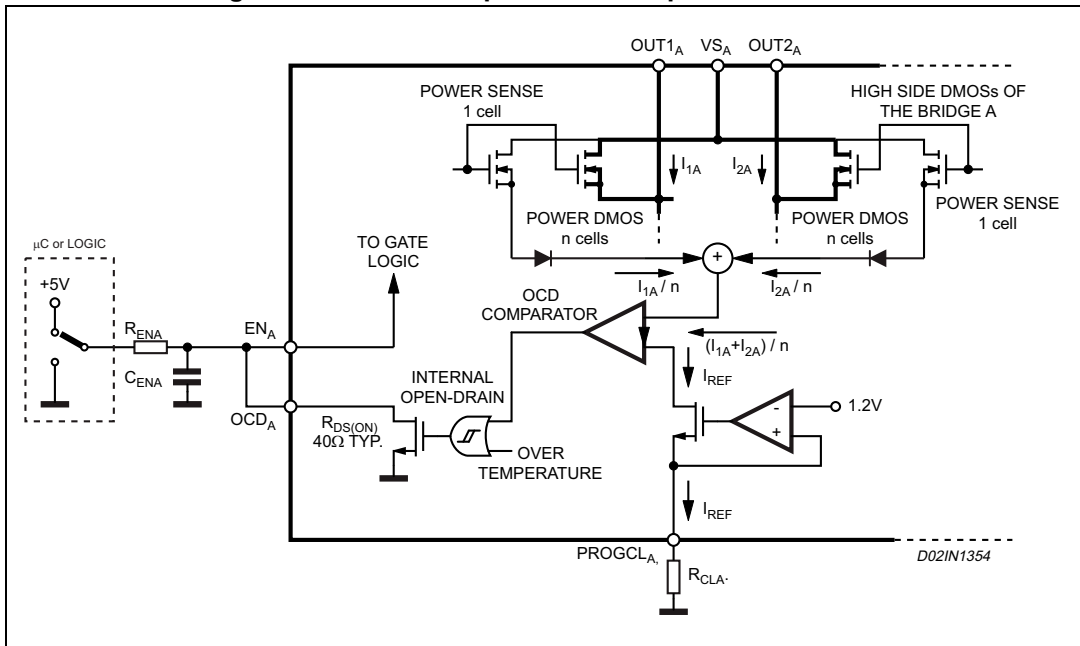 OUT1A VSA OUT2A
POWER SENSE
1 cell
HIGH SIDE DMOSs OF
THE BRIDGE A
I1A
I2A
POWER DMOS
n cells
POWER DMOS
n cells
POWER SENSE
1 cell
μC or LOGIC
+5V
TO GATE
LOGIC
+
I1A / n
I2A / n
OCD
COMPARATOR
(I1A+I2A) / n
RENA
CENA
ENA
OCDA
INTERNAL
OPEN-DRAIN
RDS(ON)
40Ω TYP.
OVER
TEMPERATURE
IREF
-
+
1.2V
IREF
PROGCLA,
RCLA.
D02IN1354